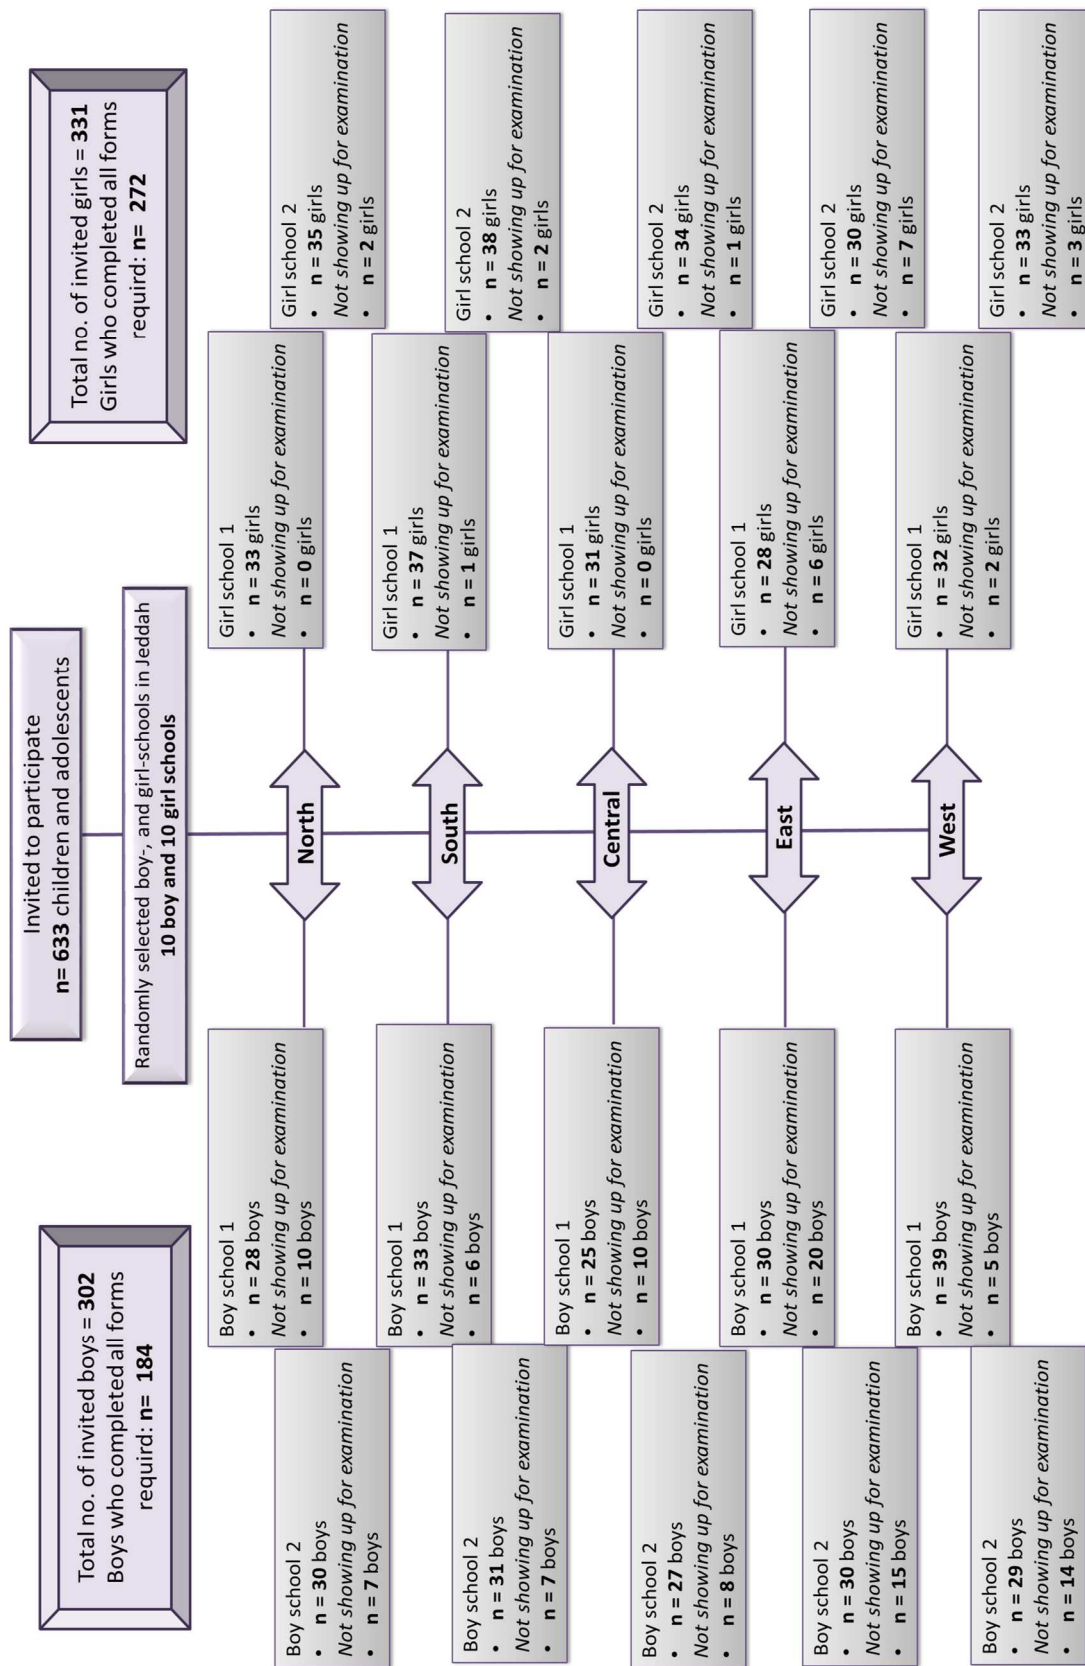 Invited to participate
n= 633 children and adolescents
Randomly selected boy-, and girl-schools in Jeddah
10 boy and 10 girl schools
Total no. of invited boys = 302
Boys who completed all forms
requird: n= 184
Total no. of invited girls = 331
Girls who completed all forms
requird: n= 272
North
Boy school 1
• n = 28 boys
Not showing up for examination
• n = 10 boys
Boy school 2
• n = 30 boys
Not showing up for examination
• n = 7 boys
Girl school 1
• n = 33 girls
Not showing up for examination
• n = 0 girls
Girl school 2
• n = 35 girls
Not showing up for examination
• n = 2 girls
South
Boy school 1
• n = 33 boys
Not showing up for examination
• n = 6 boys
Boy school 2
• n = 31 boys
Not showing up for examination
• n = 7 boys
Girl school 1
• n = 37 girls
Not showing up for examination
• n = 1 girls
Girl school 2
• n = 38 girls
Not showing up for examination
• n = 2 girls
Central
Boy school 1
• n = 25 boys
Not showing up for examination
• n = 10 boys
Boy school 2
• n = 27 boys
Not showing up for examination
• n = 8 boys
Girl school 1
• n = 31 girls
Not showing up for examination
• n = 0 girls
Girl school 2
• n = 34 girls
Not showing up for examination
• n = 1 girls
East
Boy school 1
• n = 30 boys
Not showing up for examination
• n = 20 boys
Boy school 2
• n = 30 boys
Not showing up for examination
• n = 15 boys
Girl school 1
• n = 28 girls
Not showing up for examination
• n = 6 girls
Girl school 2
• n = 30 girls
Not showing up for examination
• n = 7 girls
West
Boy school 1
• n = 39 boys
Not showing up for examination
• n = 5 boys
Boy school 2
• n = 29 boys
Not showing up for examination
• n = 14 boys
Girl school 1
• n = 32 girls
Not showing up for examination
• n = 2 girls
Girl school 2
• n = 33 girls
Not showing up for examination
• n = 3 girls